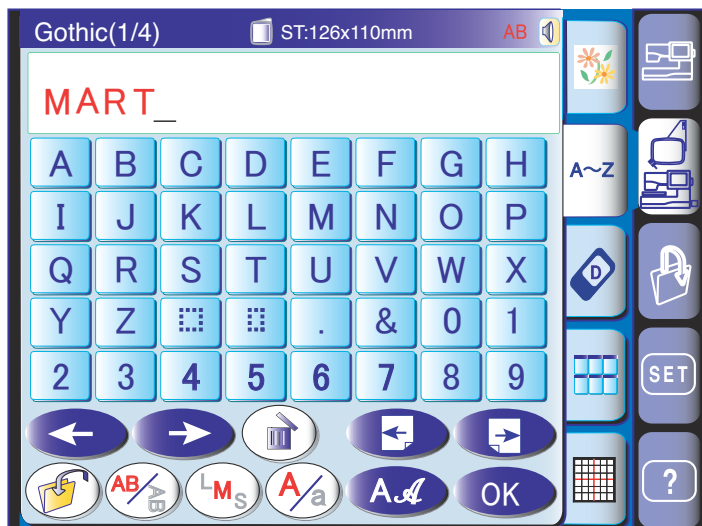 Gothic(1/4) ST:126x110mm AB
MART_
A B C D E F G H
A~Z
I J K L M N O P
Q R S T U V W X
D
Y Z . & 0 1
2 3 4 5 6 7 8 9
SET
AB/AB LMS A/a AA OK
?